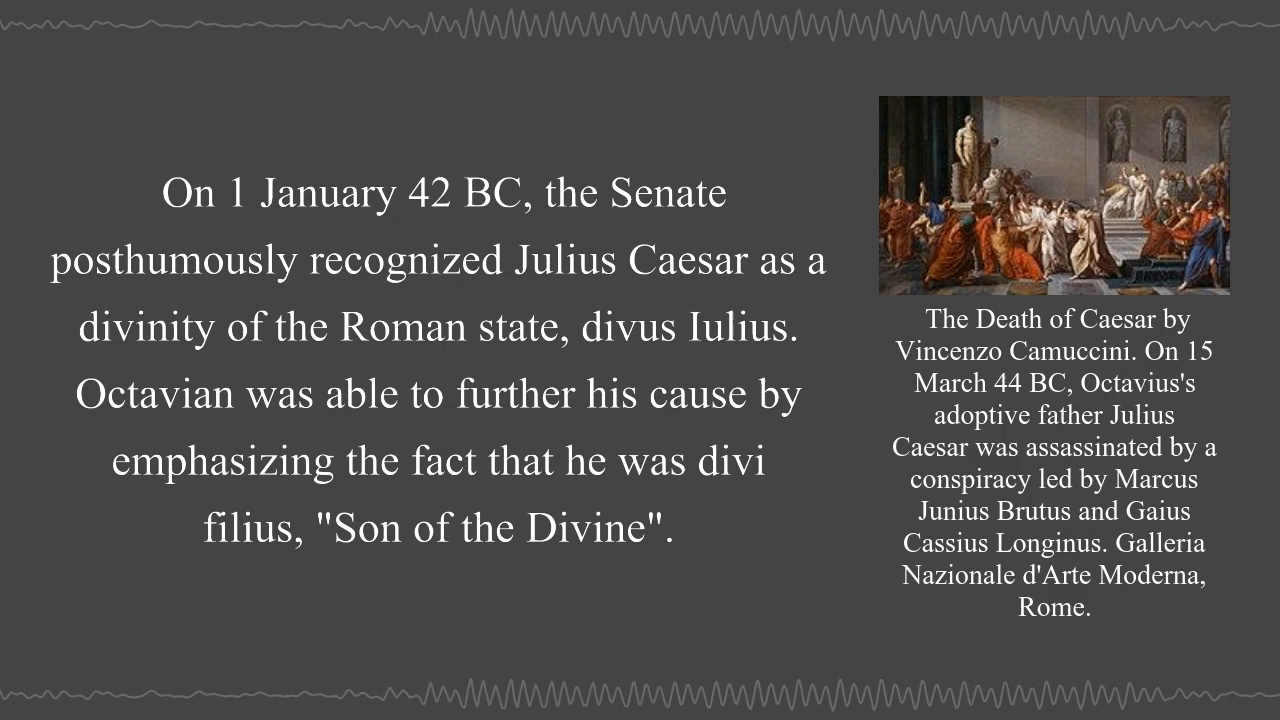 On 1 January 42 BC, the Senate
posthumously recognized Julius Caesar as a
divinity of the Roman state, divus Iulius.
Octavian was able to further his cause by
emphasizing the fact that he was divi
filius, "Son of the Divine".
The Death of Caesar by
Vincenzo Camuccini. On 15
March 44 BC, Octavius's
adoptive father Julius
Caesar was assassinated by a
conspiracy led by Marcus
Junius Brutus and Gaius
Cassius Longinus. Galleria
Nazionale d'Arte Moderna,
Rome.